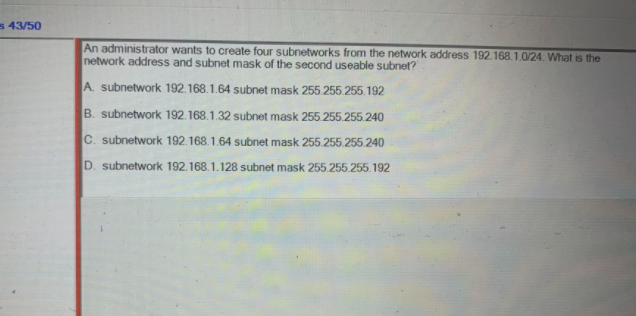 s 43/50
An administrator wants to create four subnetworks from the network address 192.168.1.0/24. What is the
network address and subnet mask of the second useable subnet?
A. subnetwork 192.168.1.64 subnet mask 255.255.255.192
B. subnetwork 192.168.1.32 subnet mask 255.255.255.240
C. subnetwork 192.168.1.64 subnet mask 255.255.255.240
D. subnetwork 192.168.1.128 subnet mask 255.255.255.192